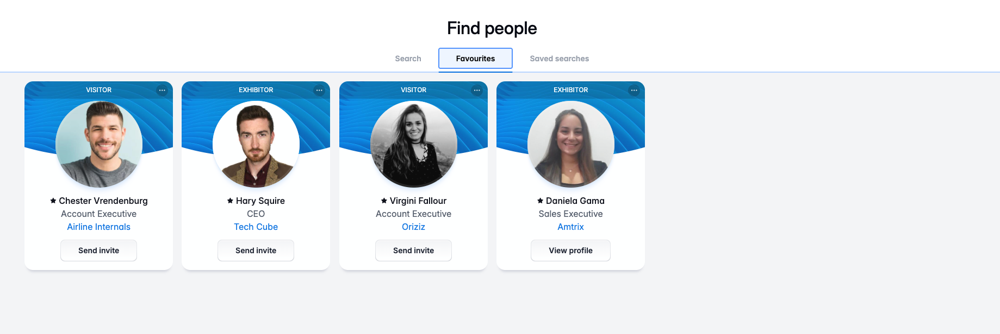 Find people
Search
Favourites
Saved searches
VISITOR
Chester Vrendenburg
Account Executive
Airline Internals
Send invite
EXHIBITOR
Hary Squire
CEO
Tech Cube
Send invite
VISITOR
Virgini Fallour
Account Executive
Oriziz
Send invite
EXHIBITOR
Daniela Gama
Sales Executive
Amtrix
View profile